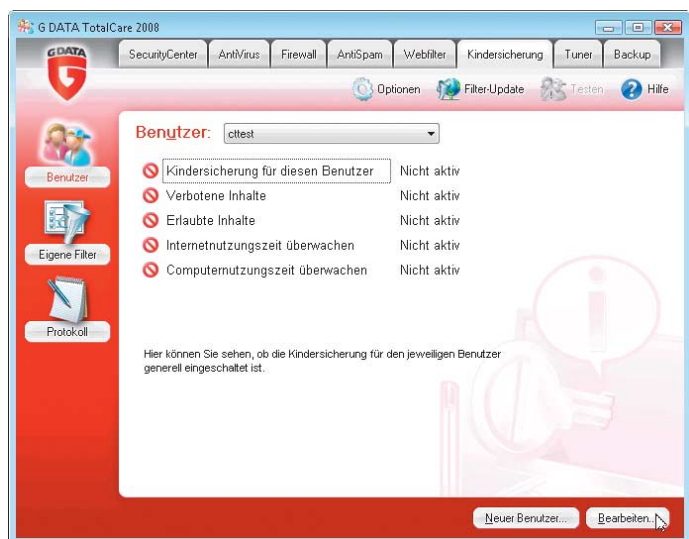 G DATA TotalCare 2008
G DATA
SecurityCenter AntiVirus Firewall AntiSpam Webfilter Kindersicherung Tuner Backup
Optionen Filter-Update Testen Hilfe
Benutzer
Eigene Filter
Protokoll
Benutzer: cttest
Kindersicherung für diesen Benutzer Nicht aktiv
Verbotene Inhalte Nicht aktiv
Erlaubte Inhalte Nicht aktiv
Internetnutzungszeit überwachen Nicht aktiv
Computernutzungszeit überwachen Nicht aktiv
Hier können Sie sehen, ob die Kindersicherung für den jeweiligen Benutzer
generell eingeschaltet ist.
Neuer Benutzer... Bearbeiten...